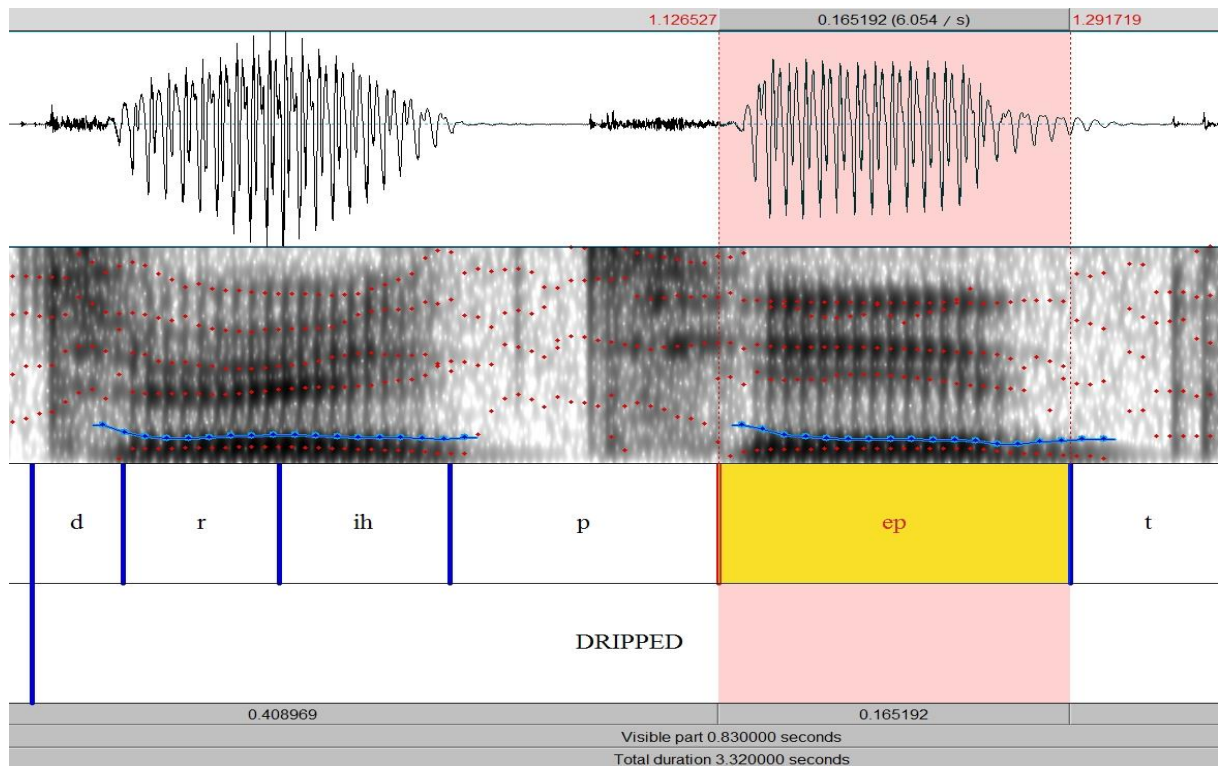 1.126527 0.165192 (6.054 / s) 1.291719
d r ih p ep t
DRIPPED
0.408969 0.165192
Visible part 0.830000 seconds
Total duration 3.320000 seconds